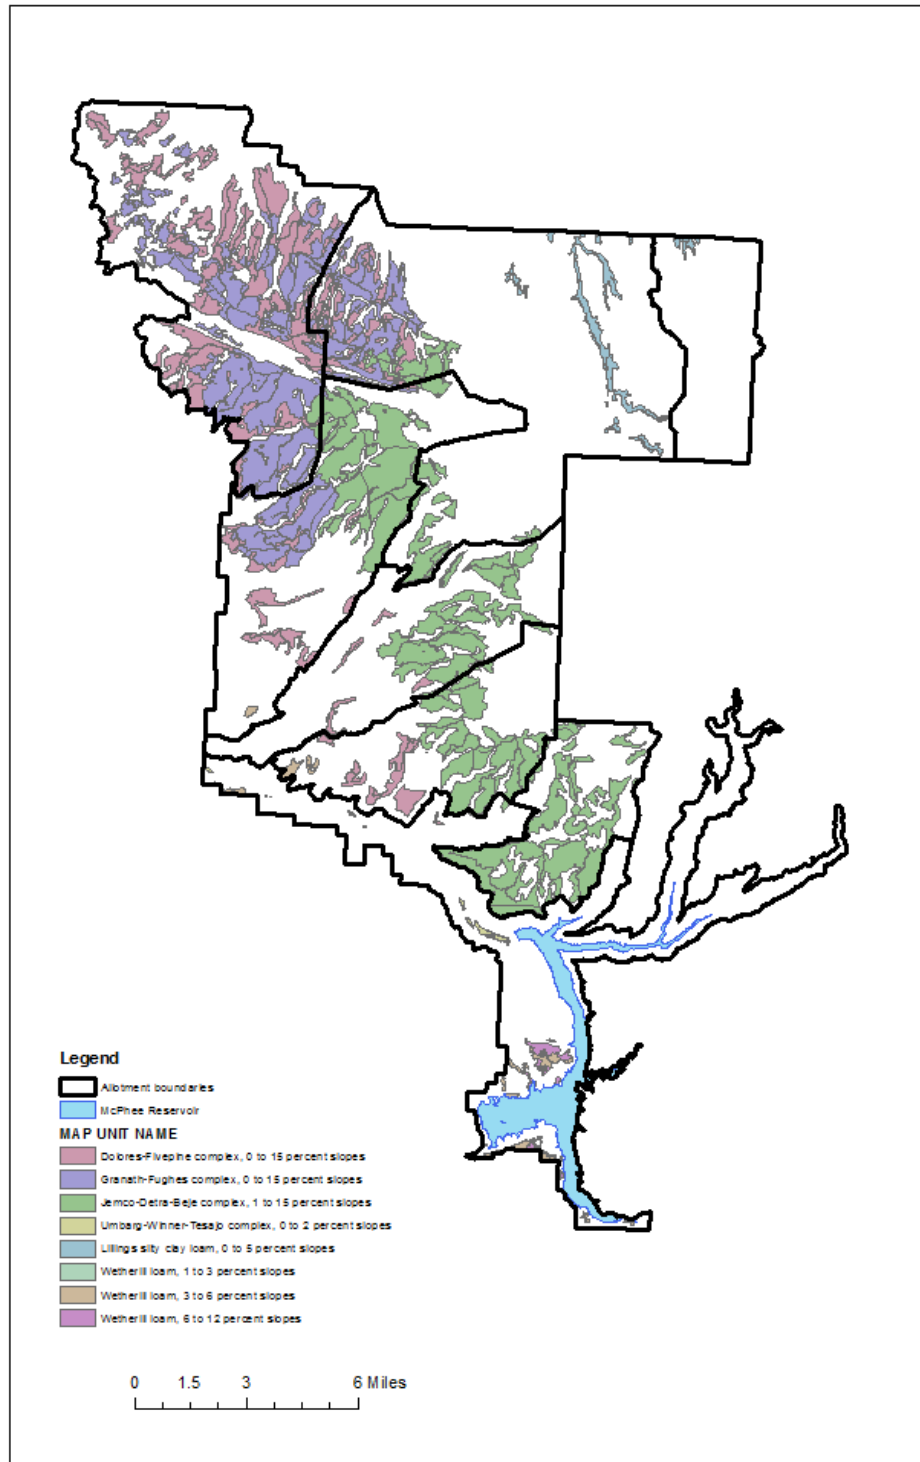 Legend
Allotment boundaries
McPhee Reservoir
MAP UNIT NAME
Dolores-Fivepine complex, 0 to 15 percent slopes
Granath-Fughes complex, 0 to 15 percent slopes
Jemco-Detra-Beje complex, 1 to 15 percent slopes
Umbarg-Winner-Tesajo complex, 0 to 2 percent slopes
Lillings silty clay loam, 0 to 5 percent slopes
Wetherill loam, 1 to 3 percent slopes
Wetherill loam, 3 to 6 percent slopes
Wetherill loam, 6 to 12 percent slopes
0 1.5 3 6 Miles